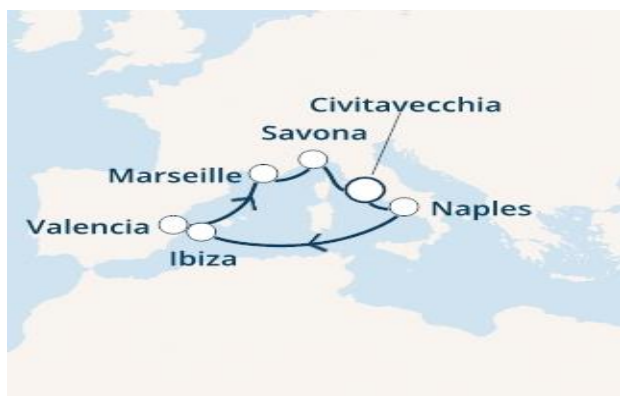 Civitavecchia
Savona
Marseille
Naples
Valencia
Ibiza